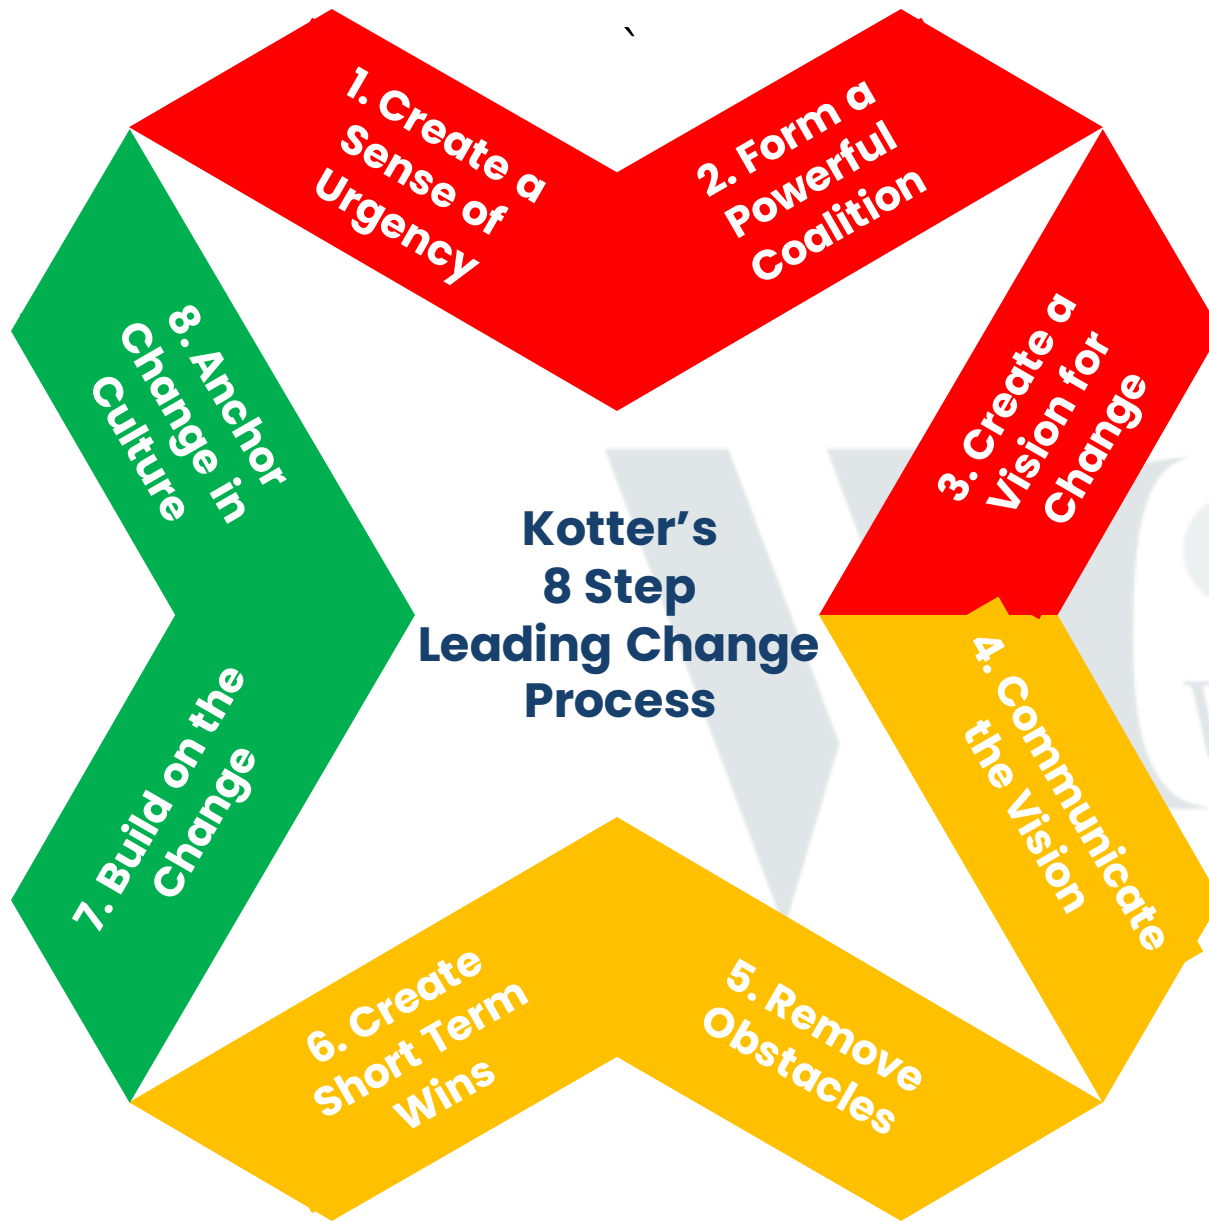 `
1. Create a
Sense of
Urgency
2. Form a
Powerful
Coalition
3. Create a
Vision for
Change
4. Communicate
the Vision
5. Remove
Obstacles
6. Create
Short Term
Wins
7. Build on the
Change
8. Anchor
Change in
Culture
Kotter’s
8 Step
Leading Change
Process